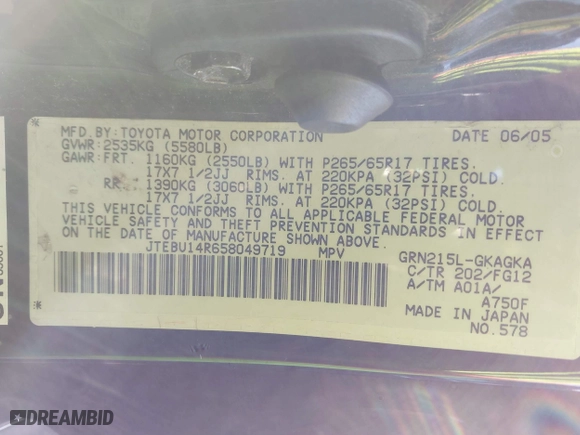 MFD.BY:TOYOTA MOTOR CORPORATION DATE 06/05
GVWR:2535KG (5580LB)
GAWR:FRT. 1160KG (2550LB) WITH P265/65R17 TIRES.
17X7 1/2JJ RIMS. AT 220KPA (32PSI) COLD.
RR. 1390KG (3060LB) WITH P265/65R17 TIRES.
17X7 1/2JJ RIMS. AT 220KPA (32PSI) COLD.
THIS VEHICLE CONFORMS TO ALL APPLICABLE FEDERAL MOTOR
VEHICLE SAFETY AND THEFT PREVENTION STANDARDS IN EFFECT
ON THE DATE OF MANUFACTURE SHOWN ABOVE.
JTEBU14R658049719 MPV GRN215L-GKAGKA
C/TR 202/FG12
A/TM A01A/
A750F
MADE IN JAPAN
NO.578
DREAMBID